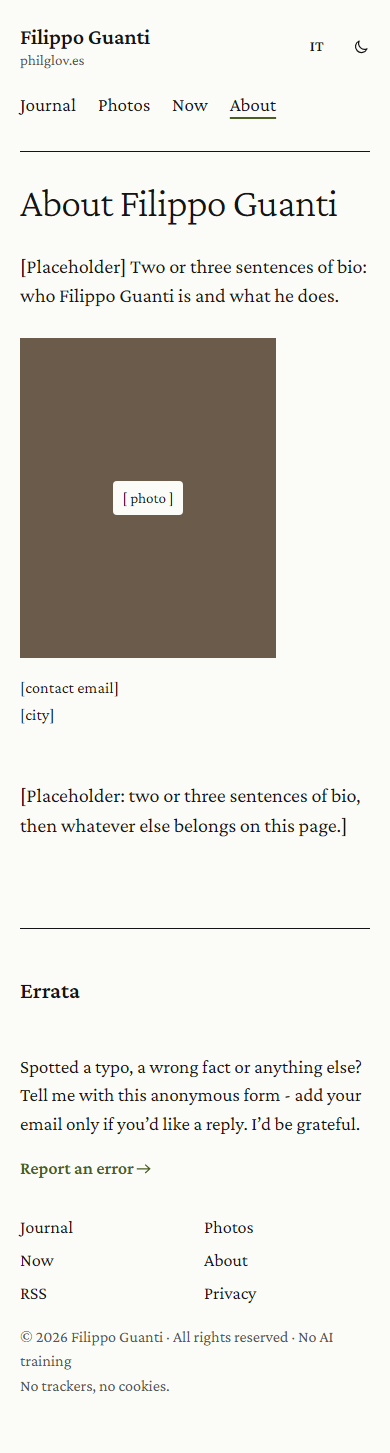 Filippo Guanti
philglov.es
IT
Journal Photos Now About
About Filippo Guanti
[Placeholder] Two or three sentences of bio:
who Filippo Guanti is and what he does.
[ photo ]
[contact email]
[city]
[Placeholder: two or three sentences of bio,
then whatever else belongs on this page.]
Errata
Spotted a typo, a wrong fact or anything else?
Tell me with this anonymous form - add your
email only if you’d like a reply. I’d be grateful.
Report an error →
Journal Photos
Now About
RSS Privacy
© 2026 Filippo Guanti · All rights reserved · No AI
training
No trackers, no cookies.